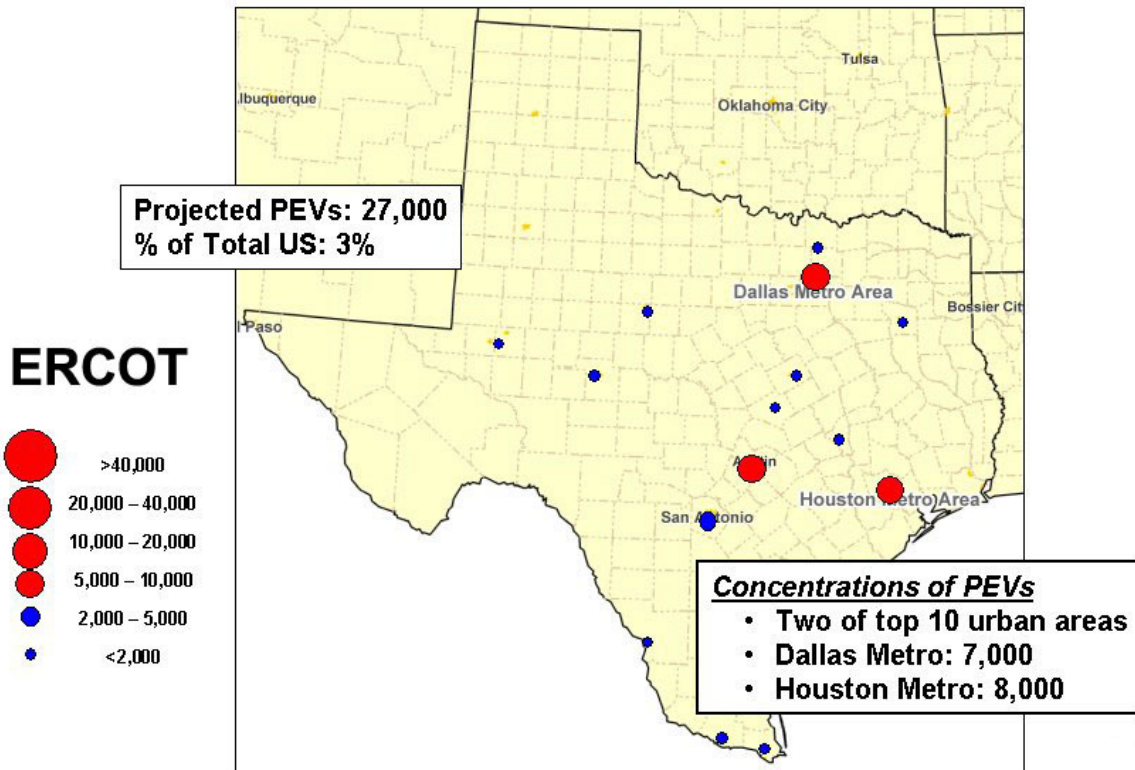 Tulsa
lbuquerque
Oklahoma City
Projected PEVs: 27,000
% of Total US: 3%
Dallas Metro Area
Bossier City
l Paso
ERCOT
>40,000
20,000 – 40,000
10,000 – 20,000
5,000 – 10,000
2,000 – 5,000
<2,000
Austin
Houston Metro Area
San Antonio
Concentrations of PEVs
• Two of top 10 urban areas
• Dallas Metro: 7,000
• Houston Metro: 8,000